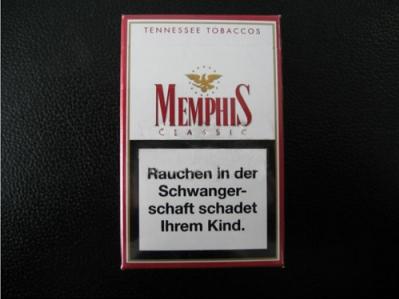 TENNESSEE TOBACCOS
MEMPHIS
CLASSIC
Rauchen in der
Schwanger-
schaft schadet
Ihrem Kind.